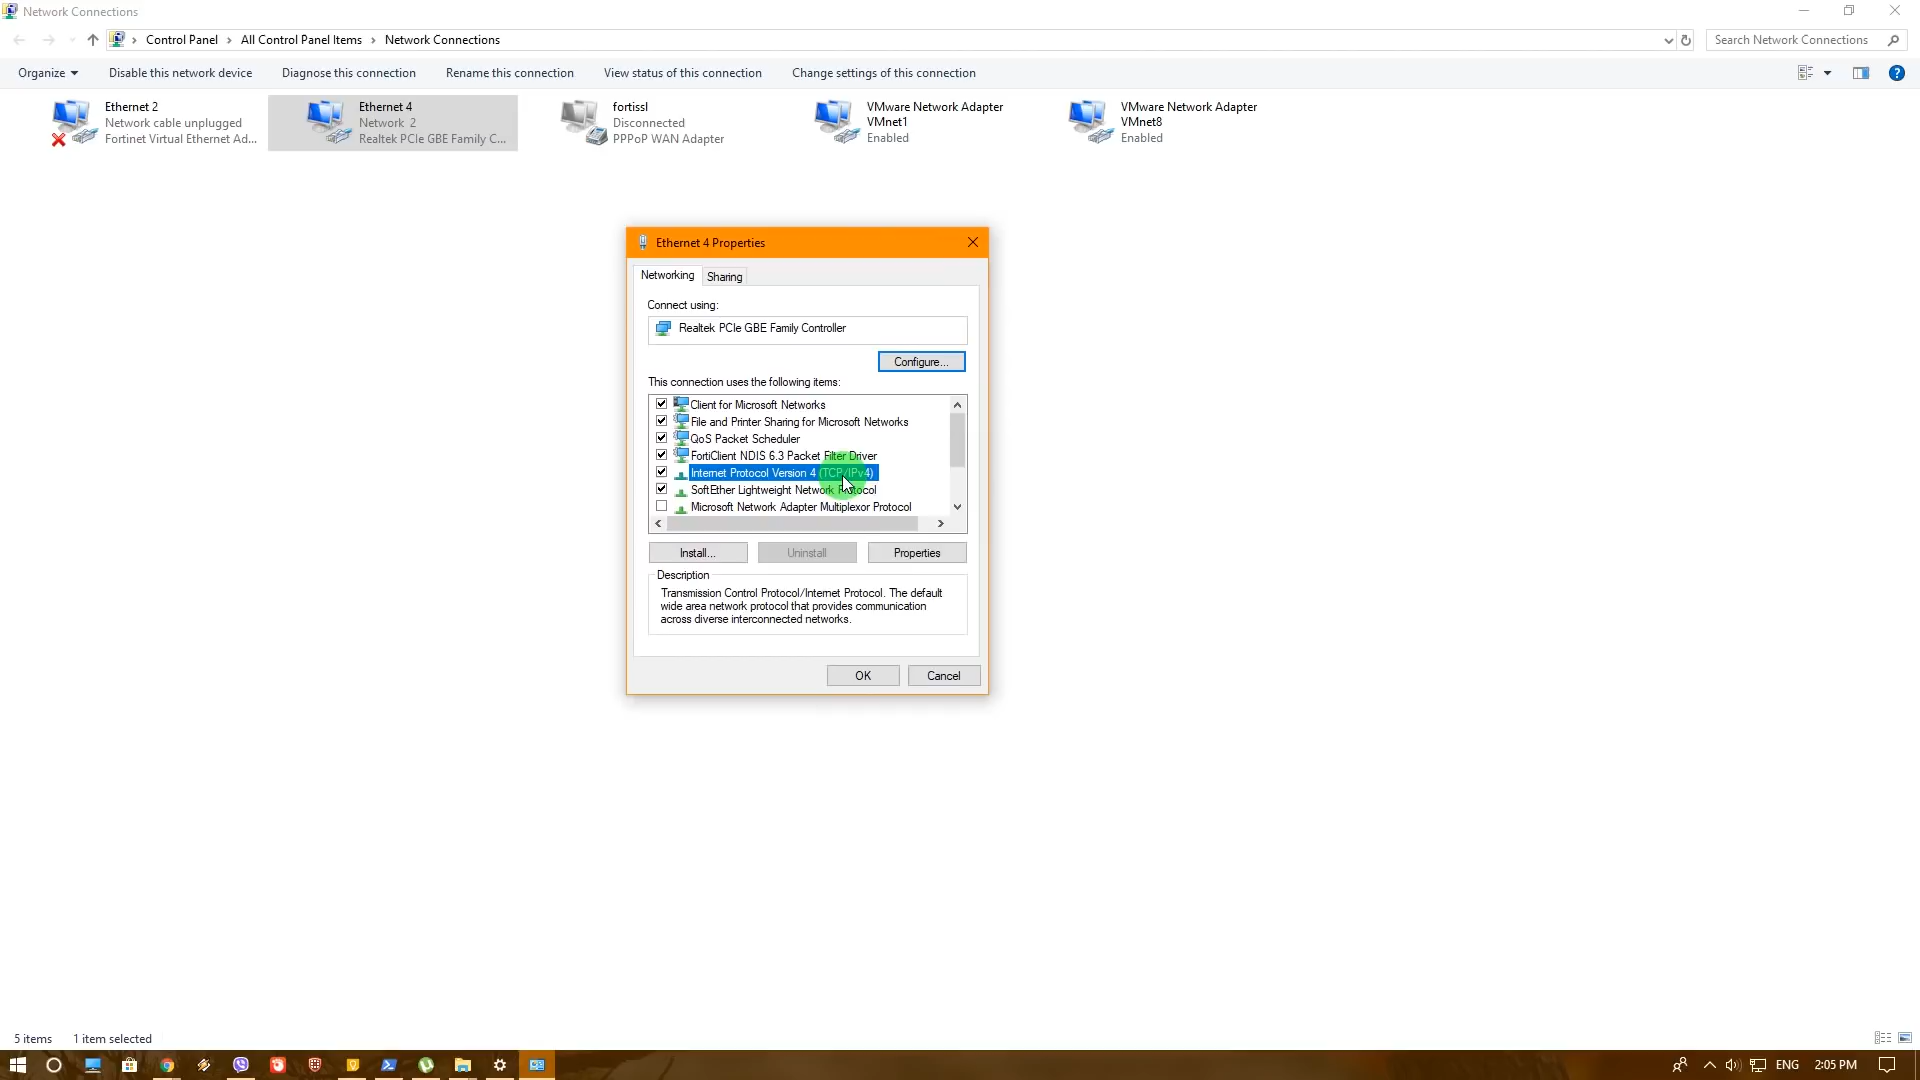 Network Connections
Control Panel
All Control Panel Items
Network Connections
Search Network Connections
Organize
Disable this network device
Diagnose this connection
Rename this connection
View status of this connection
Change settings of this connection
Ethernet 2
Network cable unplugged
Fortinet Virtual Ethernet Ad...
Ethernet 4
Network 2
Realtek PCIe GBE Family C...
fortissl
Disconnected
PPPoP WAN Adapter
VMware Network Adapter
VMnet1
Enabled
VMware Network Adapter
VMnet8
Enabled
Ethernet 4 Properties
Networking
Sharing
Connect using:
Realtek PCIe GBE Family Controller
Configure...
This connection uses the following items:
Client for Microsoft Networks
File and Printer Sharing for Microsoft Networks
QoS Packet Scheduler
FortiClient NDIS 6.3 Packet Filter Driver
Internet Protocol Version 4 (TCP/IPv4)
SoftEther Lightweight Network Protocol
Microsoft Network Adapter Multiplexor Protocol
Install...
Uninstall
Properties
Description
Transmission Control Protocol/Internet Protocol. The default
wide area network protocol that provides communication
across diverse interconnected networks.
OK
Cancel
5 items
1 item selected
ENG
2:05 PM